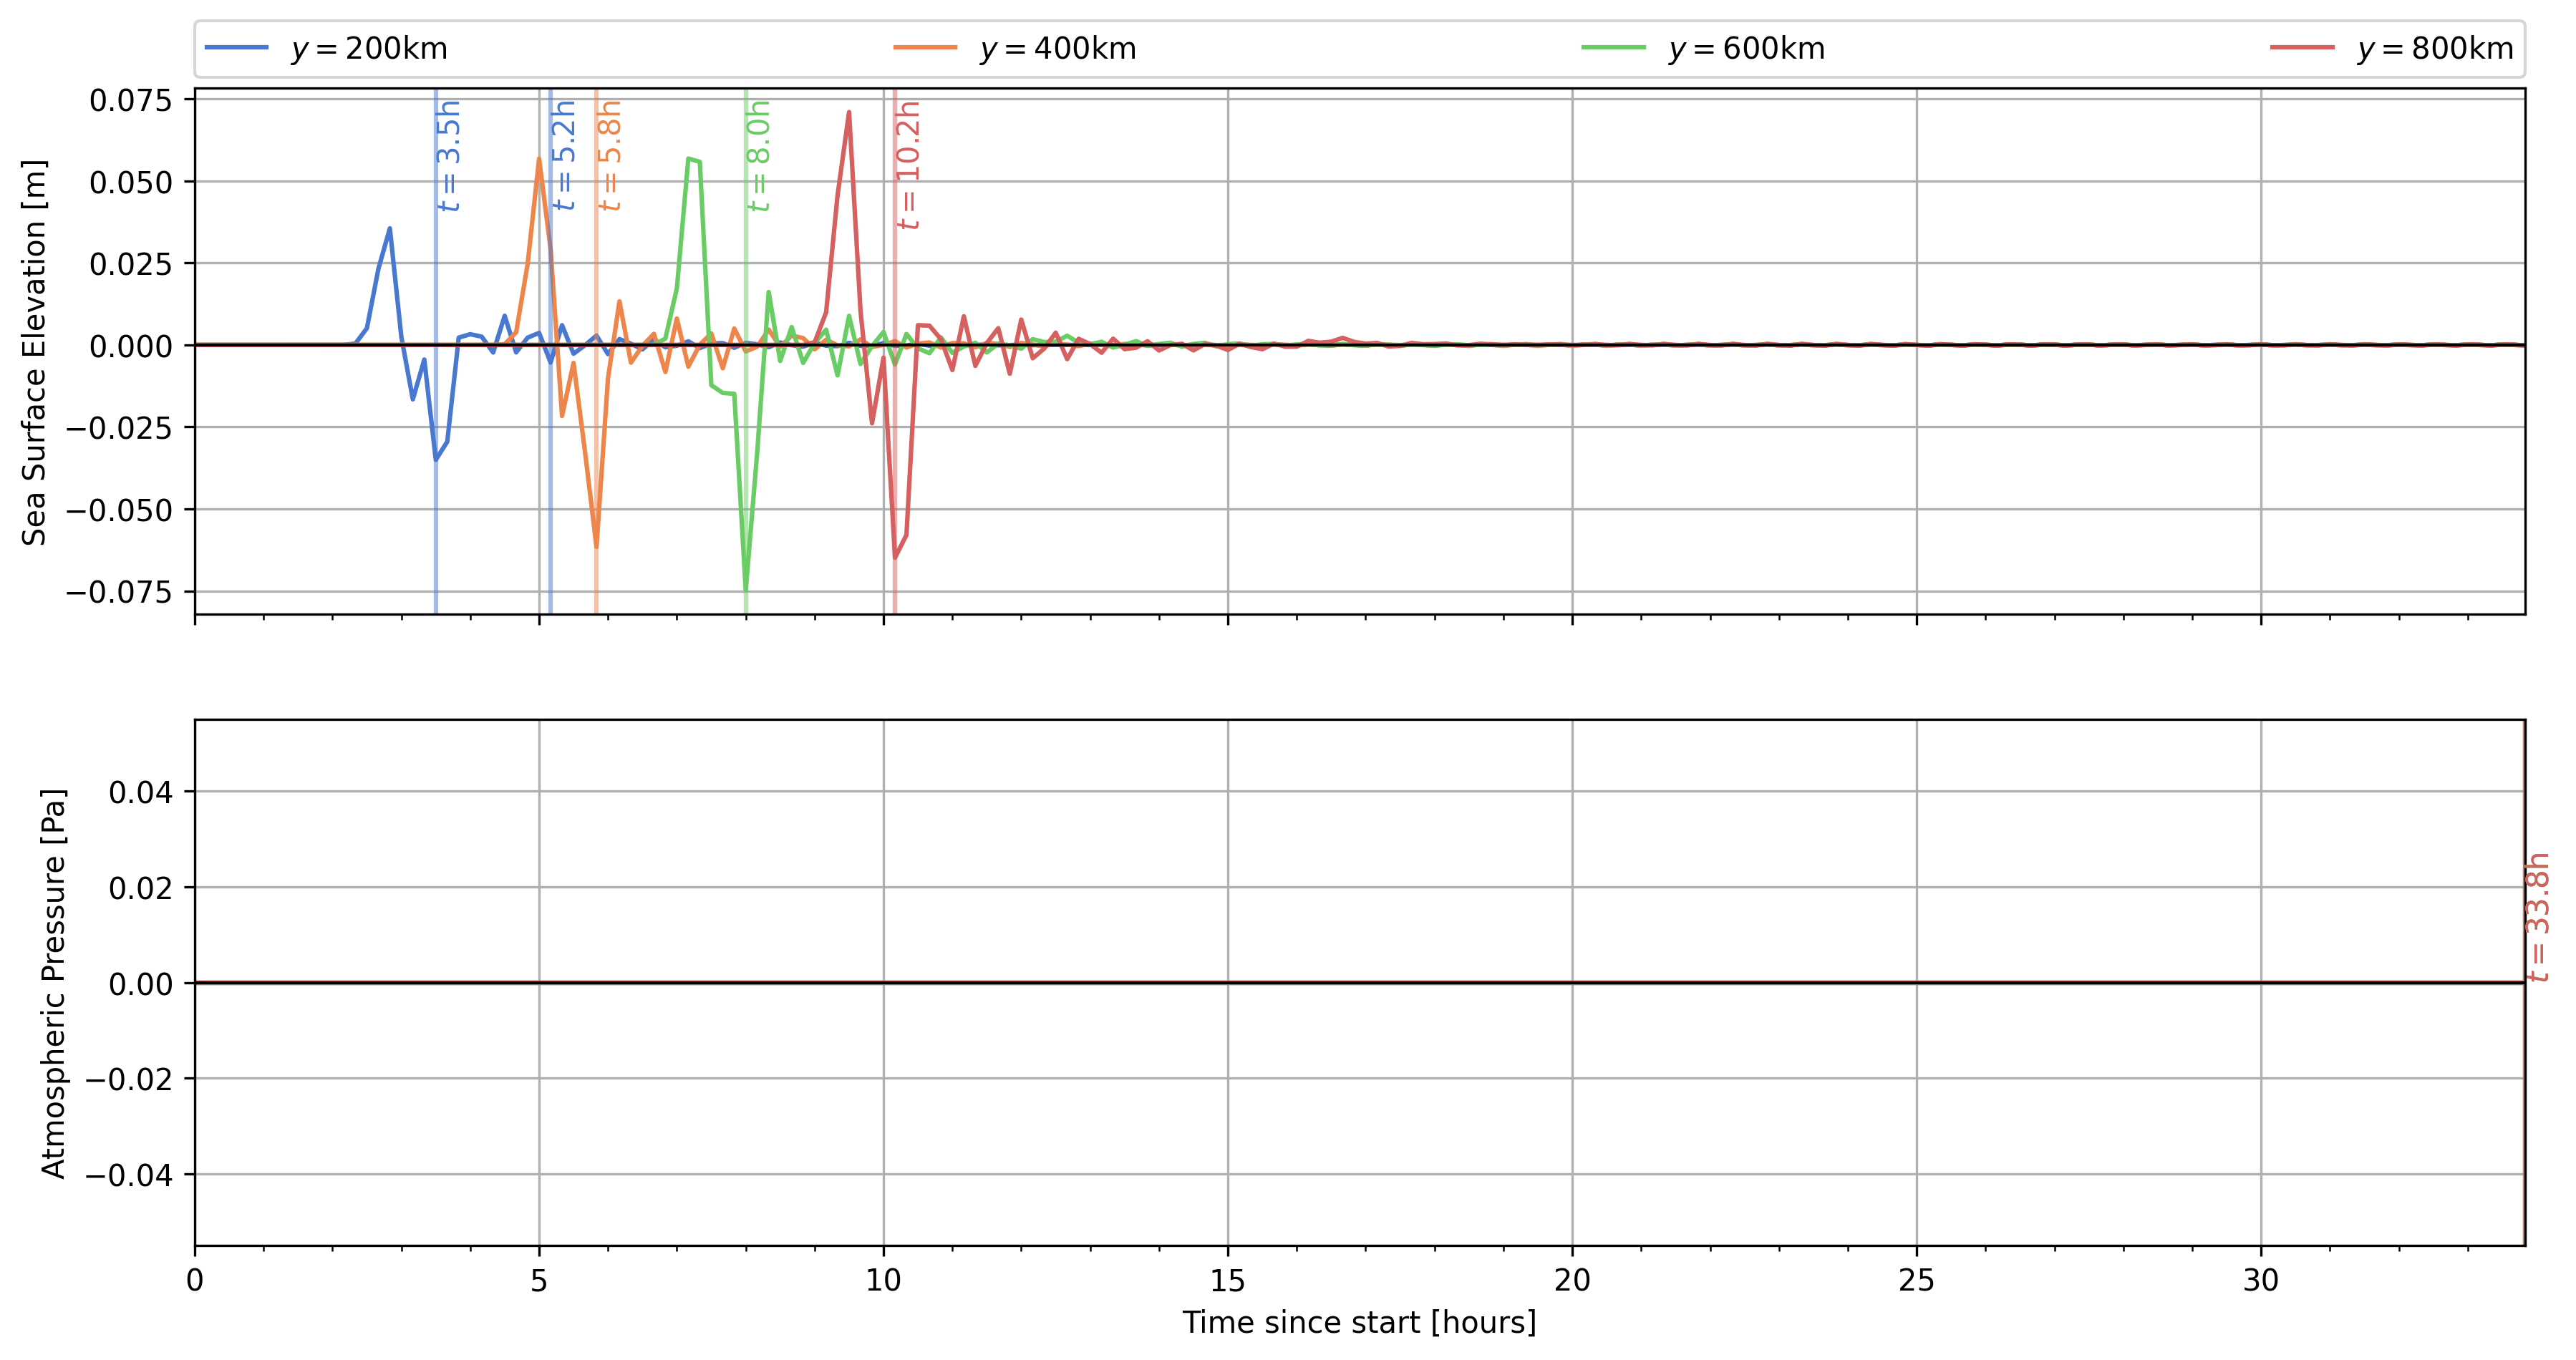 y = 200km
y = 400km
y = 600km
y = 800km
Sea Surface Elevation [m]
0.075
0.050
0.025
0.000
−0.025
−0.050
−0.075
t = 3.5h
t = 5.2h
t = 5.8h
t = 8.0h
t = 10.2h
Atmospheric Pressure [Pa]
0.04
0.02
0.00
−0.02
−0.04
t = 33.8h
0
5
10
15
20
25
30
Time since start [hours]